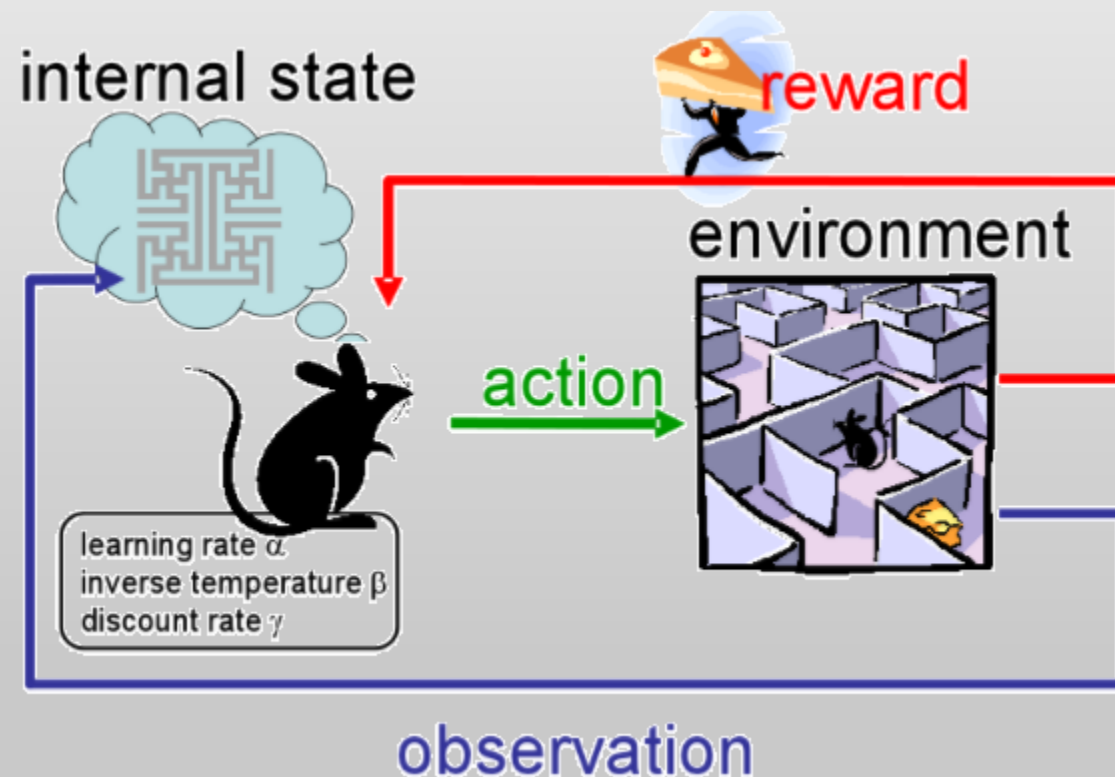 internal state
reward
environment
action
learning rate α
inverse temperature β
discount rate γ
observation